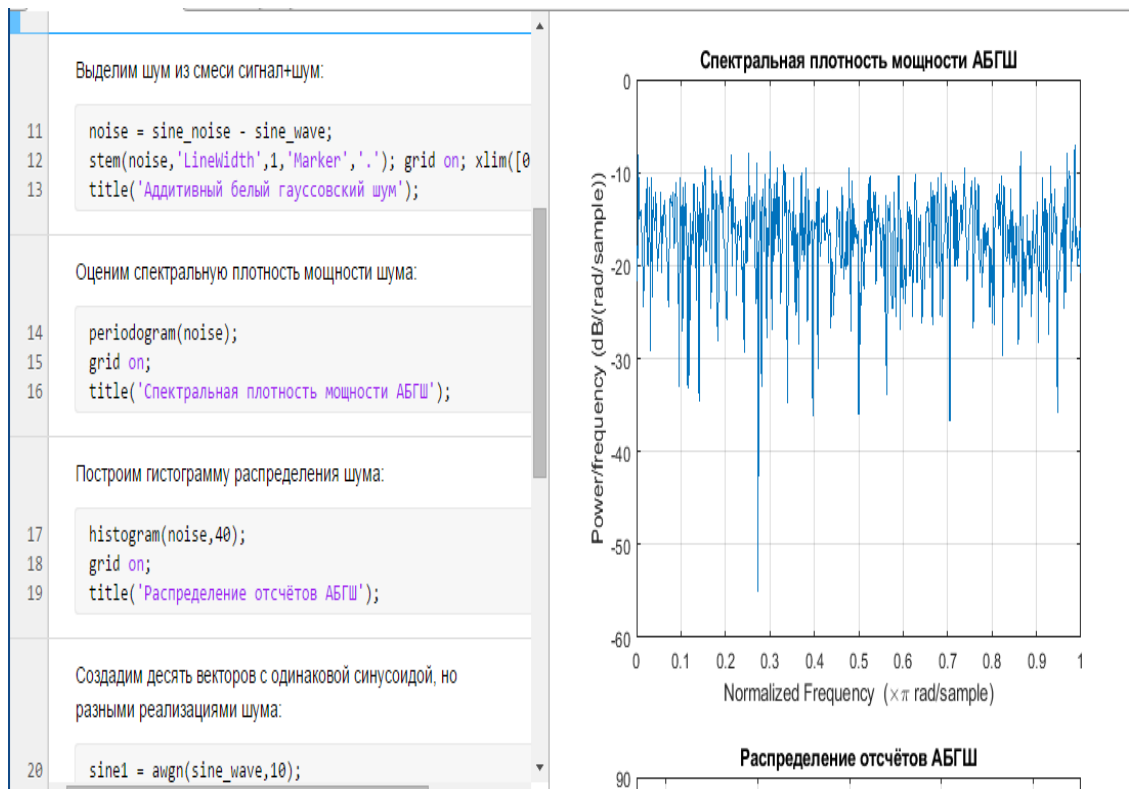 Выделим шум из смеси сигнал+шум:
11 noise = sine_noise - sine_wave;
12 stem(noise,'LineWidth',1,'Marker','.'); grid on; xlim([0
13 title('Аддитивный белый гауссовский шум');
Оценим спектральную плотность мощности шума:
14 periodogram(noise);
15 grid on;
16 title('Спектральная плотность мощности АБГШ');
Построим гистограмму распределения шума:
17 histogram(noise,40);
18 grid on;
19 title('Распределение отсчётов АБГШ');
Создадим десять векторов с одинаковой синусоидой, но
разными реализациями шума:
20 sine1 = awgn(sine_wave,10);
Спектральная плотность мощности АБГШ
Power/frequency (dB/(rad/sample))
0
-10
-20
-30
-40
-50
-60
0 0.1 0.2 0.3 0.4 0.5 0.6 0.7 0.8 0.9 1
Normalized Frequency (×π rad/sample)
Распределение отсчётов АБГШ
90